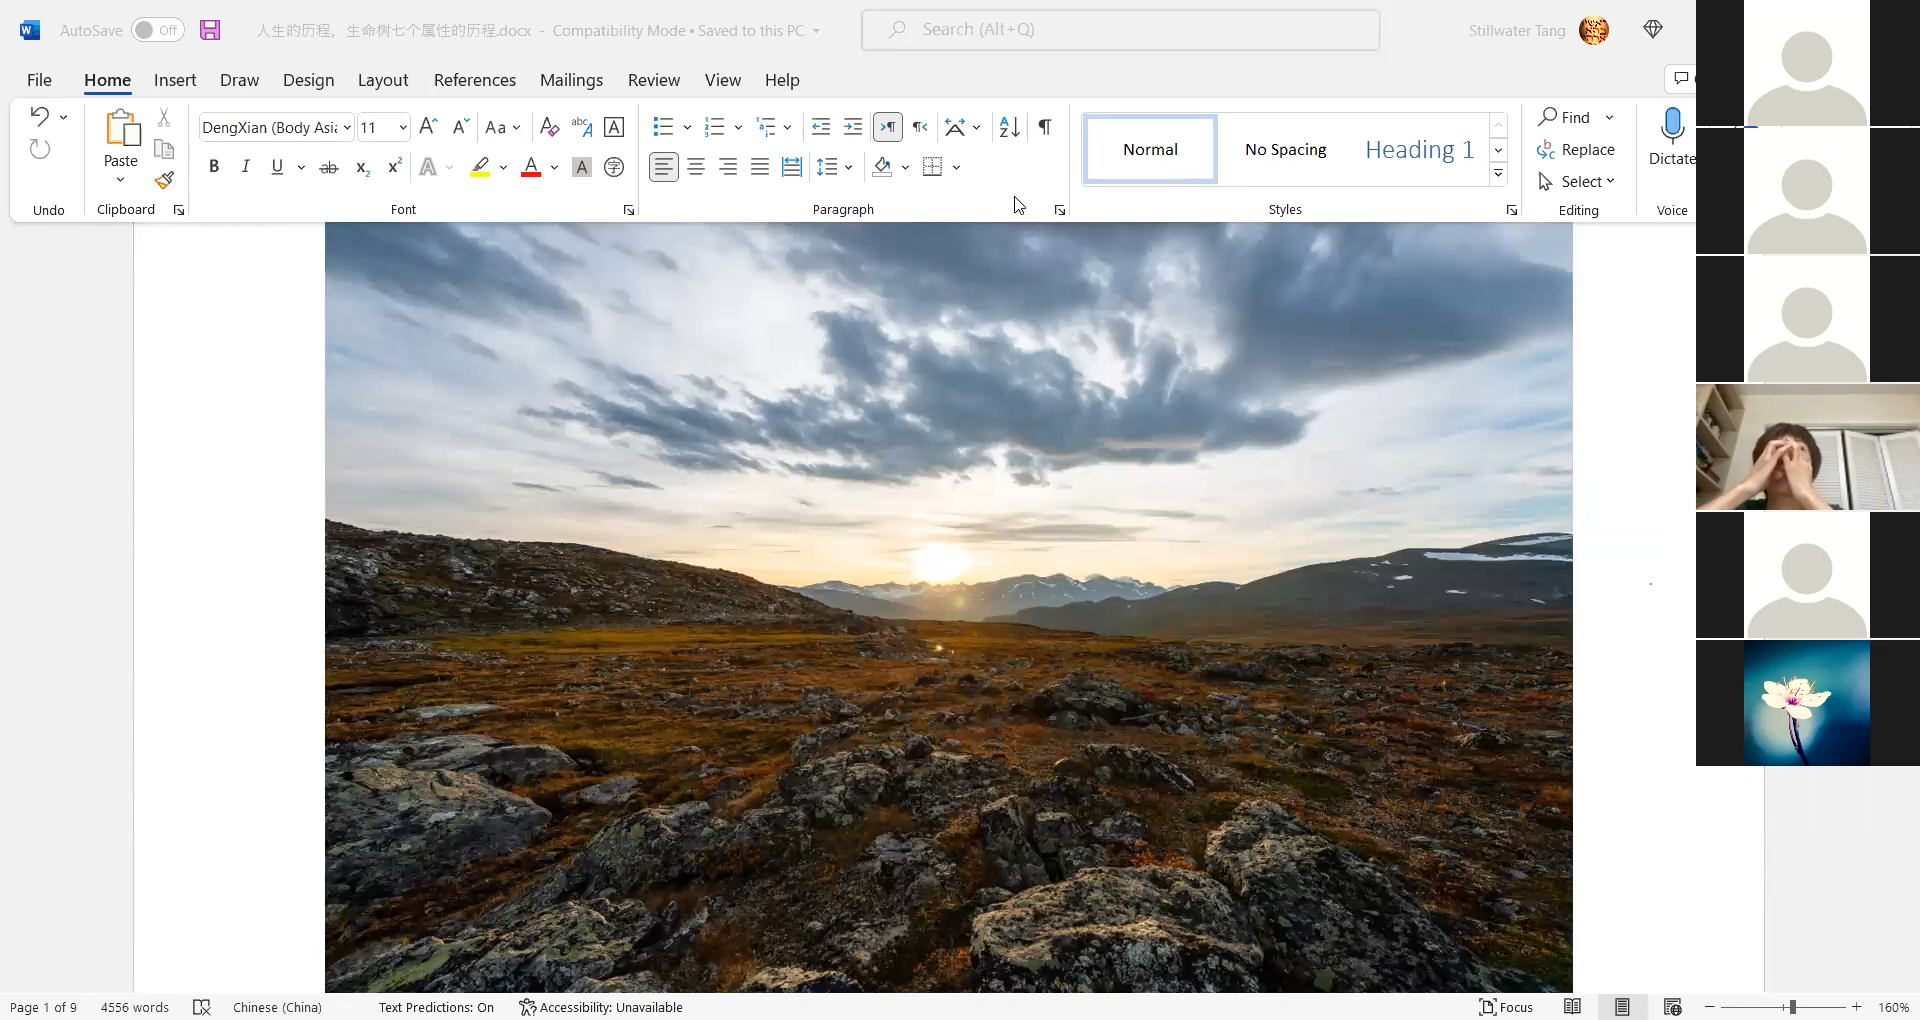 AutoSave Off 人生的历程，生命树七个属性的历程.docx - Compatibility Mode • Saved to this PC Search (Alt+Q) Stillwater Tang
File Home Insert Draw Design Layout References Mailings Review View Help
DengXian (Body Asia 11 Aa A
Paste
Normal No Spacing Heading 1
Find
Replace
Select
Dictate
B I U ab x₂ x² A A A 字
Undo Clipboard Font Paragraph Styles Editing Voice
Page 1 of 9 4556 words Chinese (China) Text Predictions: On Accessibility: Unavailable Focus 160%